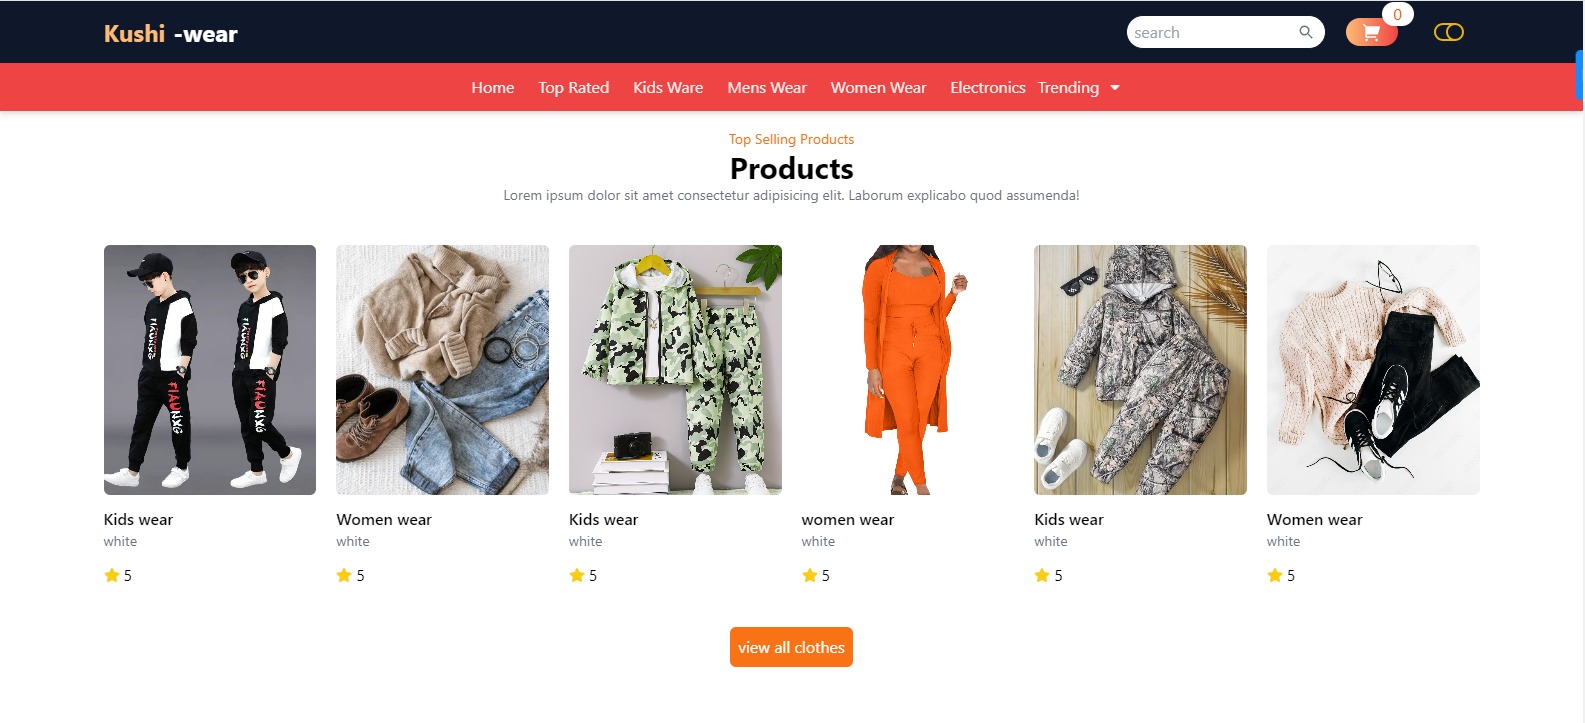 Kushi -wear
search
0
Home Top Rated Kids Ware Mens Wear Women Wear Electronics Trending
Top Selling Products
Products
Lorem ipsum dolor sit amet consectetur adipisicing elit. Laborum explicabo quod assumenda!
Kids wear
white
5
Women wear
white
5
Kids wear
white
5
women wear
white
5
Kids wear
white
5
Women wear
white
5
view all clothes